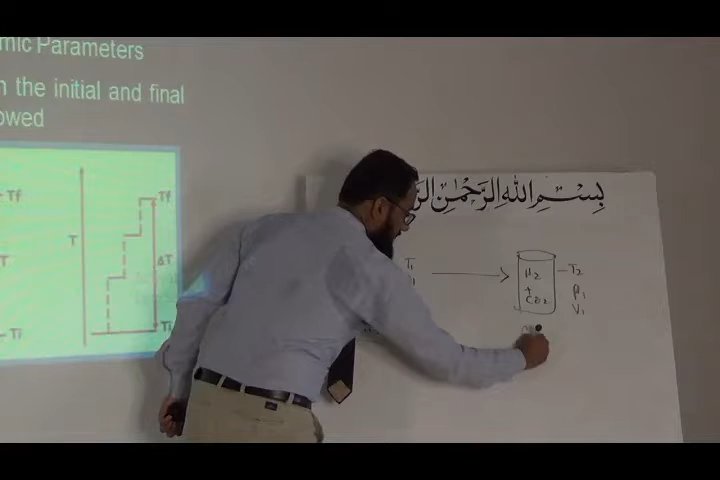 mic Parameters
n the initial and final
owed
Tf
T
Ti
T
Tf
ΔT
Ti
بِسْمِ اللهِ الرَّحْمٰنِ
T₁
H₂
+
CO₂
T₂
P₁
V₁